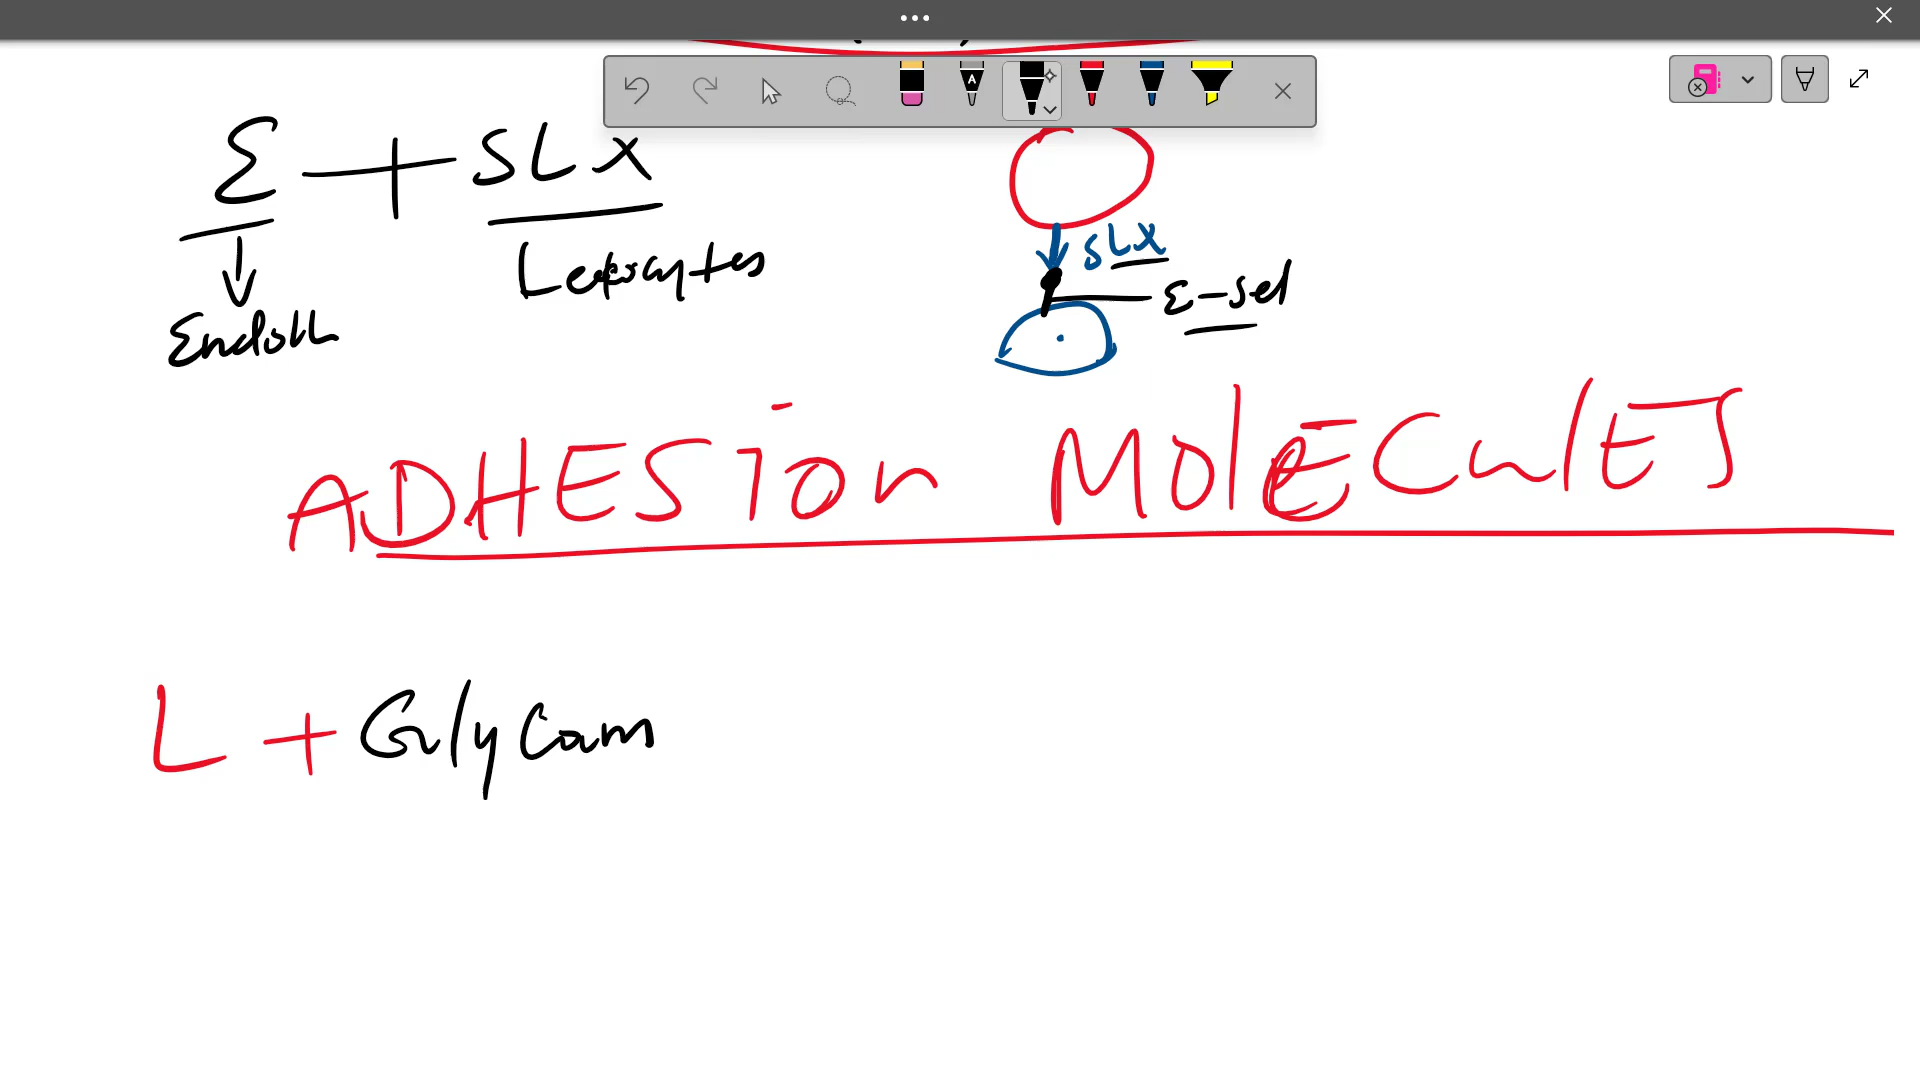 E + SLX
SLX
Leukocytes
E-sel
Endoth
ADHESION MOLECULES
L + Glycam